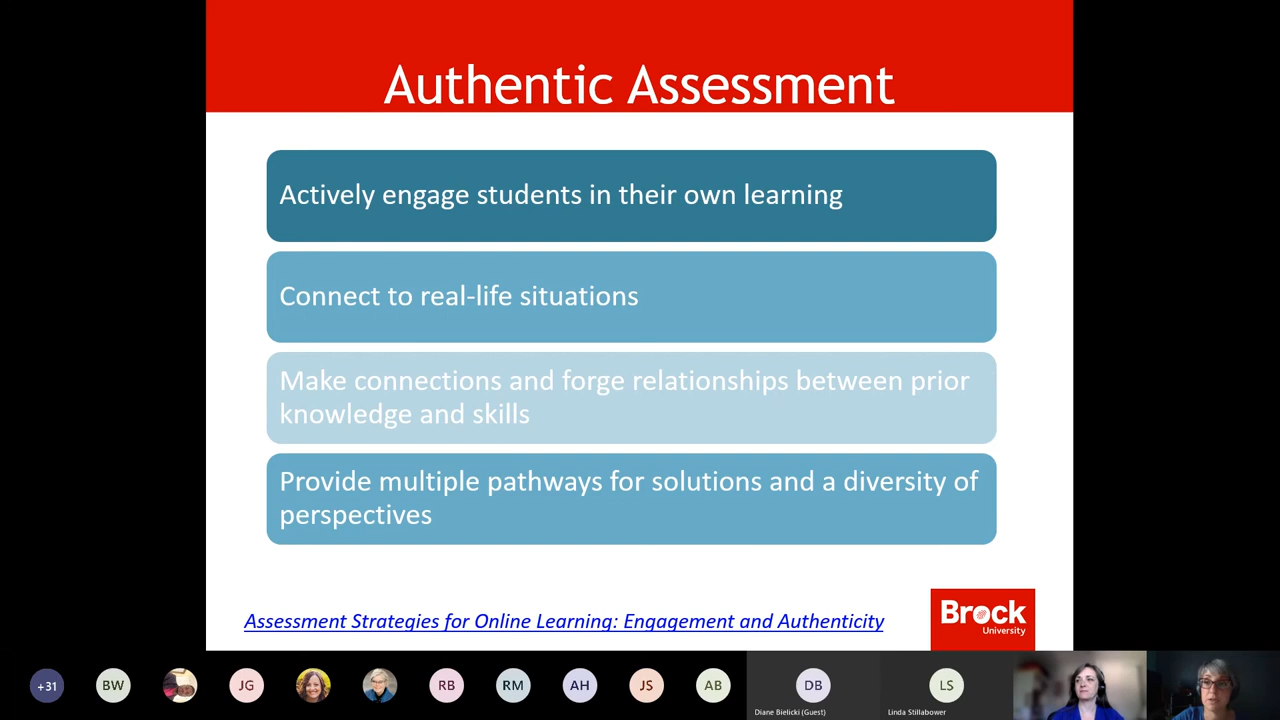 Authentic Assessment
Actively engage students in their own learning
Connect to real-life situations
Make connections and forge relationships between prior
knowledge and skills
Provide multiple pathways for solutions and a diversity of
perspectives
Assessment Strategies for Online Learning: Engagement and Authenticity
Brock
University
+31
BW
JG
RB
RM
AH
JS
AB
DB
LS
Diane Bielicki (Guest)
Linda Stillabower